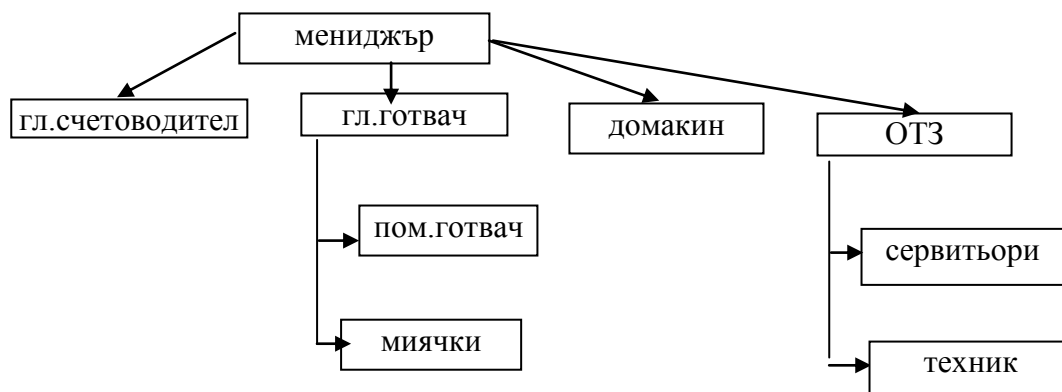 мениджър
гл.счетоводител
гл.готвач
домакин
ОТЗ
пом.готвач
сервитьори
миячки
техник